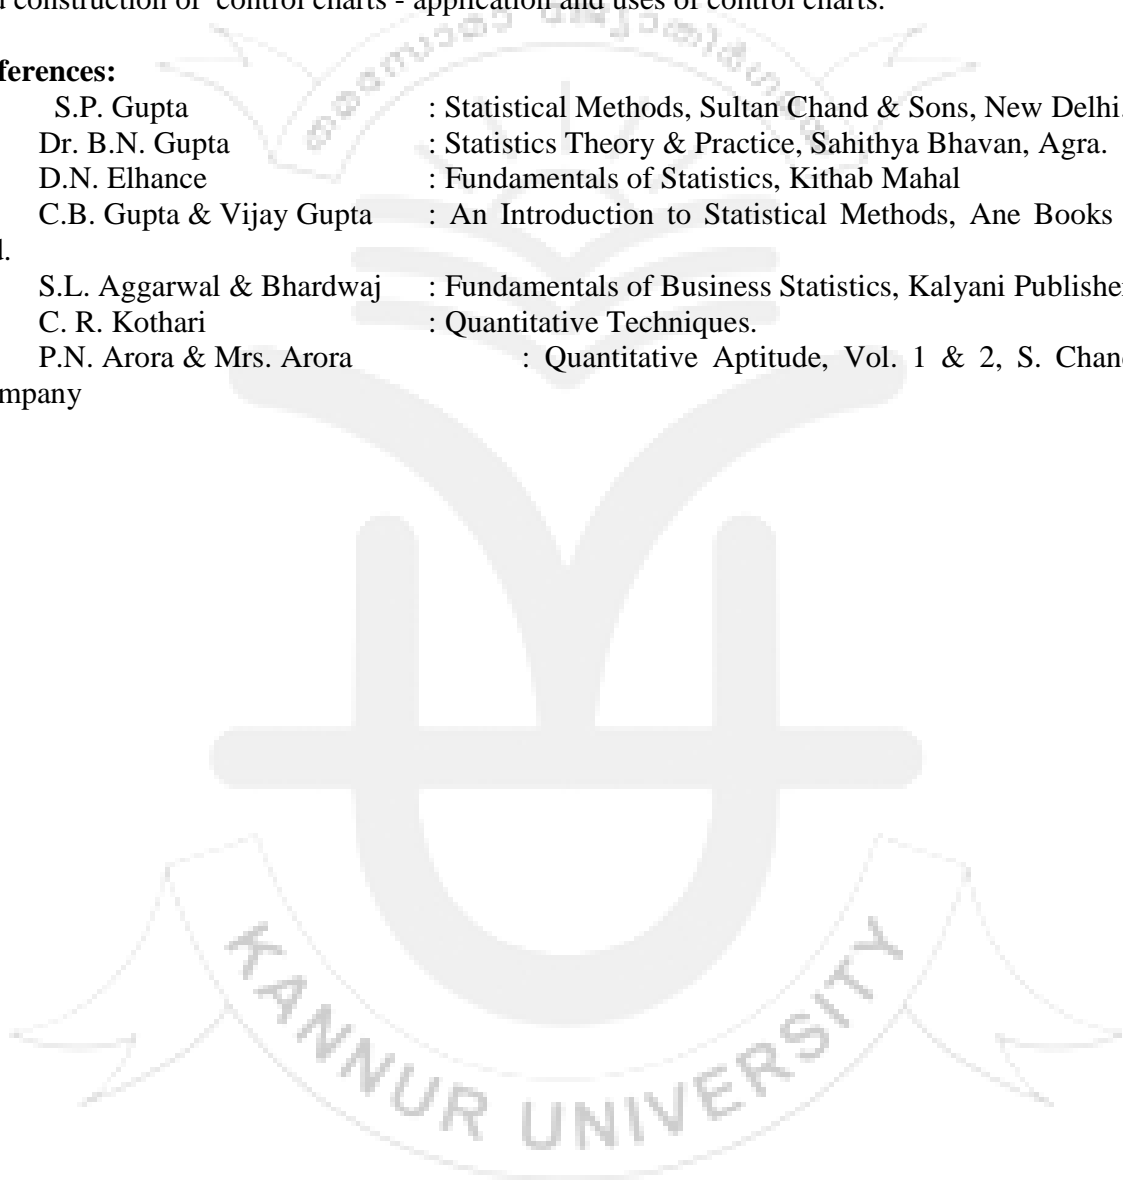 construction of control charts - application and uses of control charts.
ferences:
S.P. Gupta : Statistical Methods, Sultan Chand & Sons, New Delhi.
Dr. B.N. Gupta : Statistics Theory & Practice, Sahithya Bhavan, Agra.
D.N. Elhance : Fundamentals of Statistics, Kithab Mahal
C.B. Gupta & Vijay Gupta : An Introduction to Statistical Methods, Ane Books
d.
S.L. Aggarwal & Bhardwaj : Fundamentals of Business Statistics, Kalyani Publisher
C. R. Kothari : Quantitative Techniques.
P.N. Arora & Mrs. Arora : Quantitative Aptitude, Vol. 1 & 2, S. Chand
mpany
KANNUR UNIVERSITY